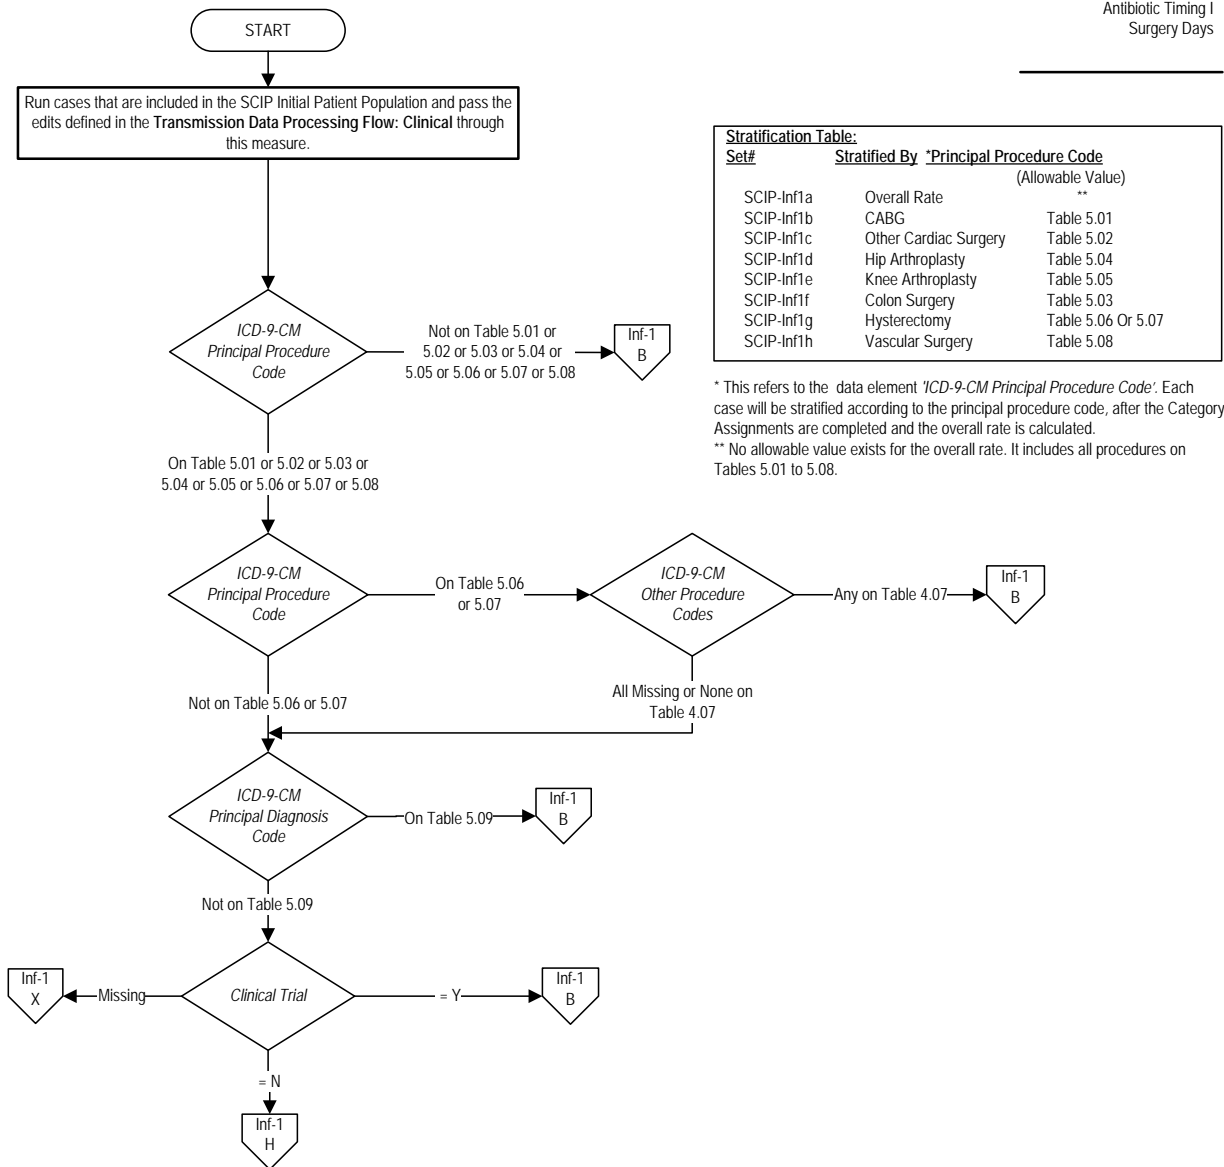 Antibiotic Timing I
Surgery Days
START
Run cases that are included in the SCIP Initial Patient Population and pass the
edits defined in the Transmission Data Processing Flow: Clinical through
this measure.
Stratification Table:
Set# Stratified By *Principal Procedure Code
(Allowable Value)
SCIP-Inf1a Overall Rate **
SCIP-Inf1b CABG Table 5.01
SCIP-Inf1c Other Cardiac Surgery Table 5.02
SCIP-Inf1d Hip Arthroplasty Table 5.04
SCIP-Inf1e Knee Arthroplasty Table 5.05
SCIP-Inf1f Colon Surgery Table 5.03
SCIP-Inf1g Hysterectomy Table 5.06 Or 5.07
SCIP-Inf1h Vascular Surgery Table 5.08
* This refers to the data element 'ICD-9-CM Principal Procedure Code'. Each
case will be stratified according to the principal procedure code, after the Category
Assignments are completed and the overall rate is calculated.
** No allowable value exists for the overall rate. It includes all procedures on
Tables 5.01 to 5.08.
ICD-9-CM
Principal Procedure
Code
Not on Table 5.01 or
5.02 or 5.03 or 5.04 or
5.05 or 5.06 or 5.07 or 5.08
Inf-1
B
On Table 5.01 or 5.02 or 5.03 or
5.04 or 5.05 or 5.06 or 5.07 or 5.08
ICD-9-CM
Principal Procedure
Code
On Table 5.06
or 5.07
ICD-9-CM
Other Procedure
Codes
Any on Table 4.07
Inf-1
B
Not on Table 5.06 or 5.07
All Missing or None on
Table 4.07
ICD-9-CM
Principal Diagnosis
Code
On Table 5.09
Inf-1
B
Not on Table 5.09
Inf-1
X
Missing
Clinical Trial
= Y
Inf-1
B
= N
Inf-1
H